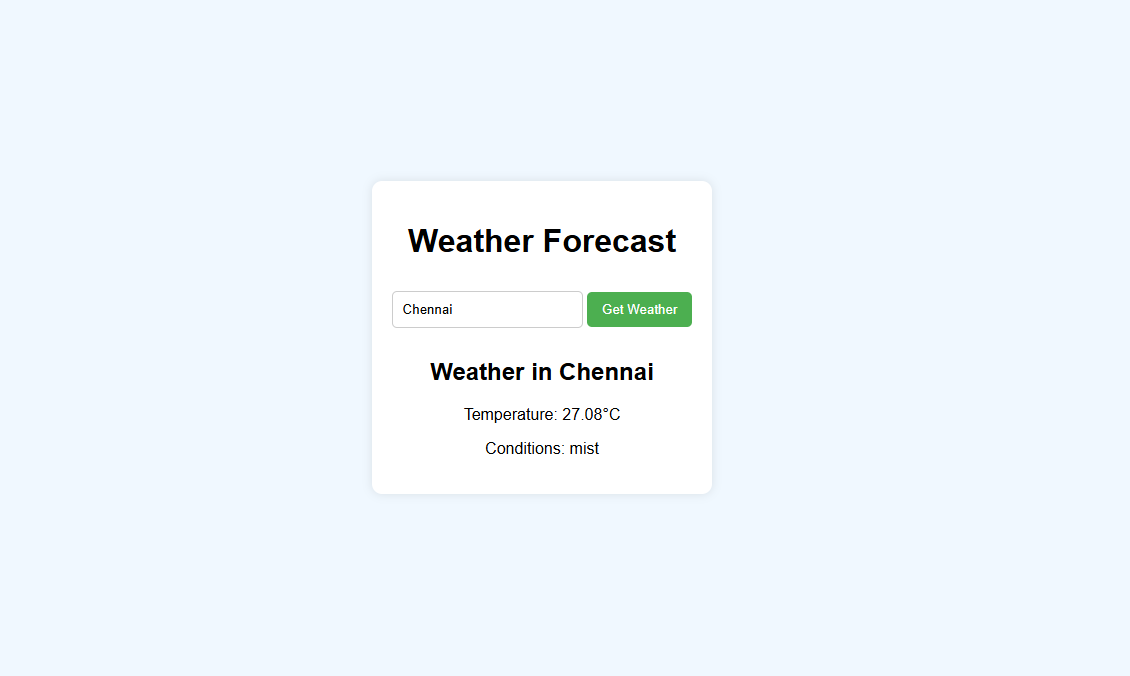 Weather Forecast
Chennai Get Weather
Weather in Chennai
Temperature: 27.08°C
Conditions: mist